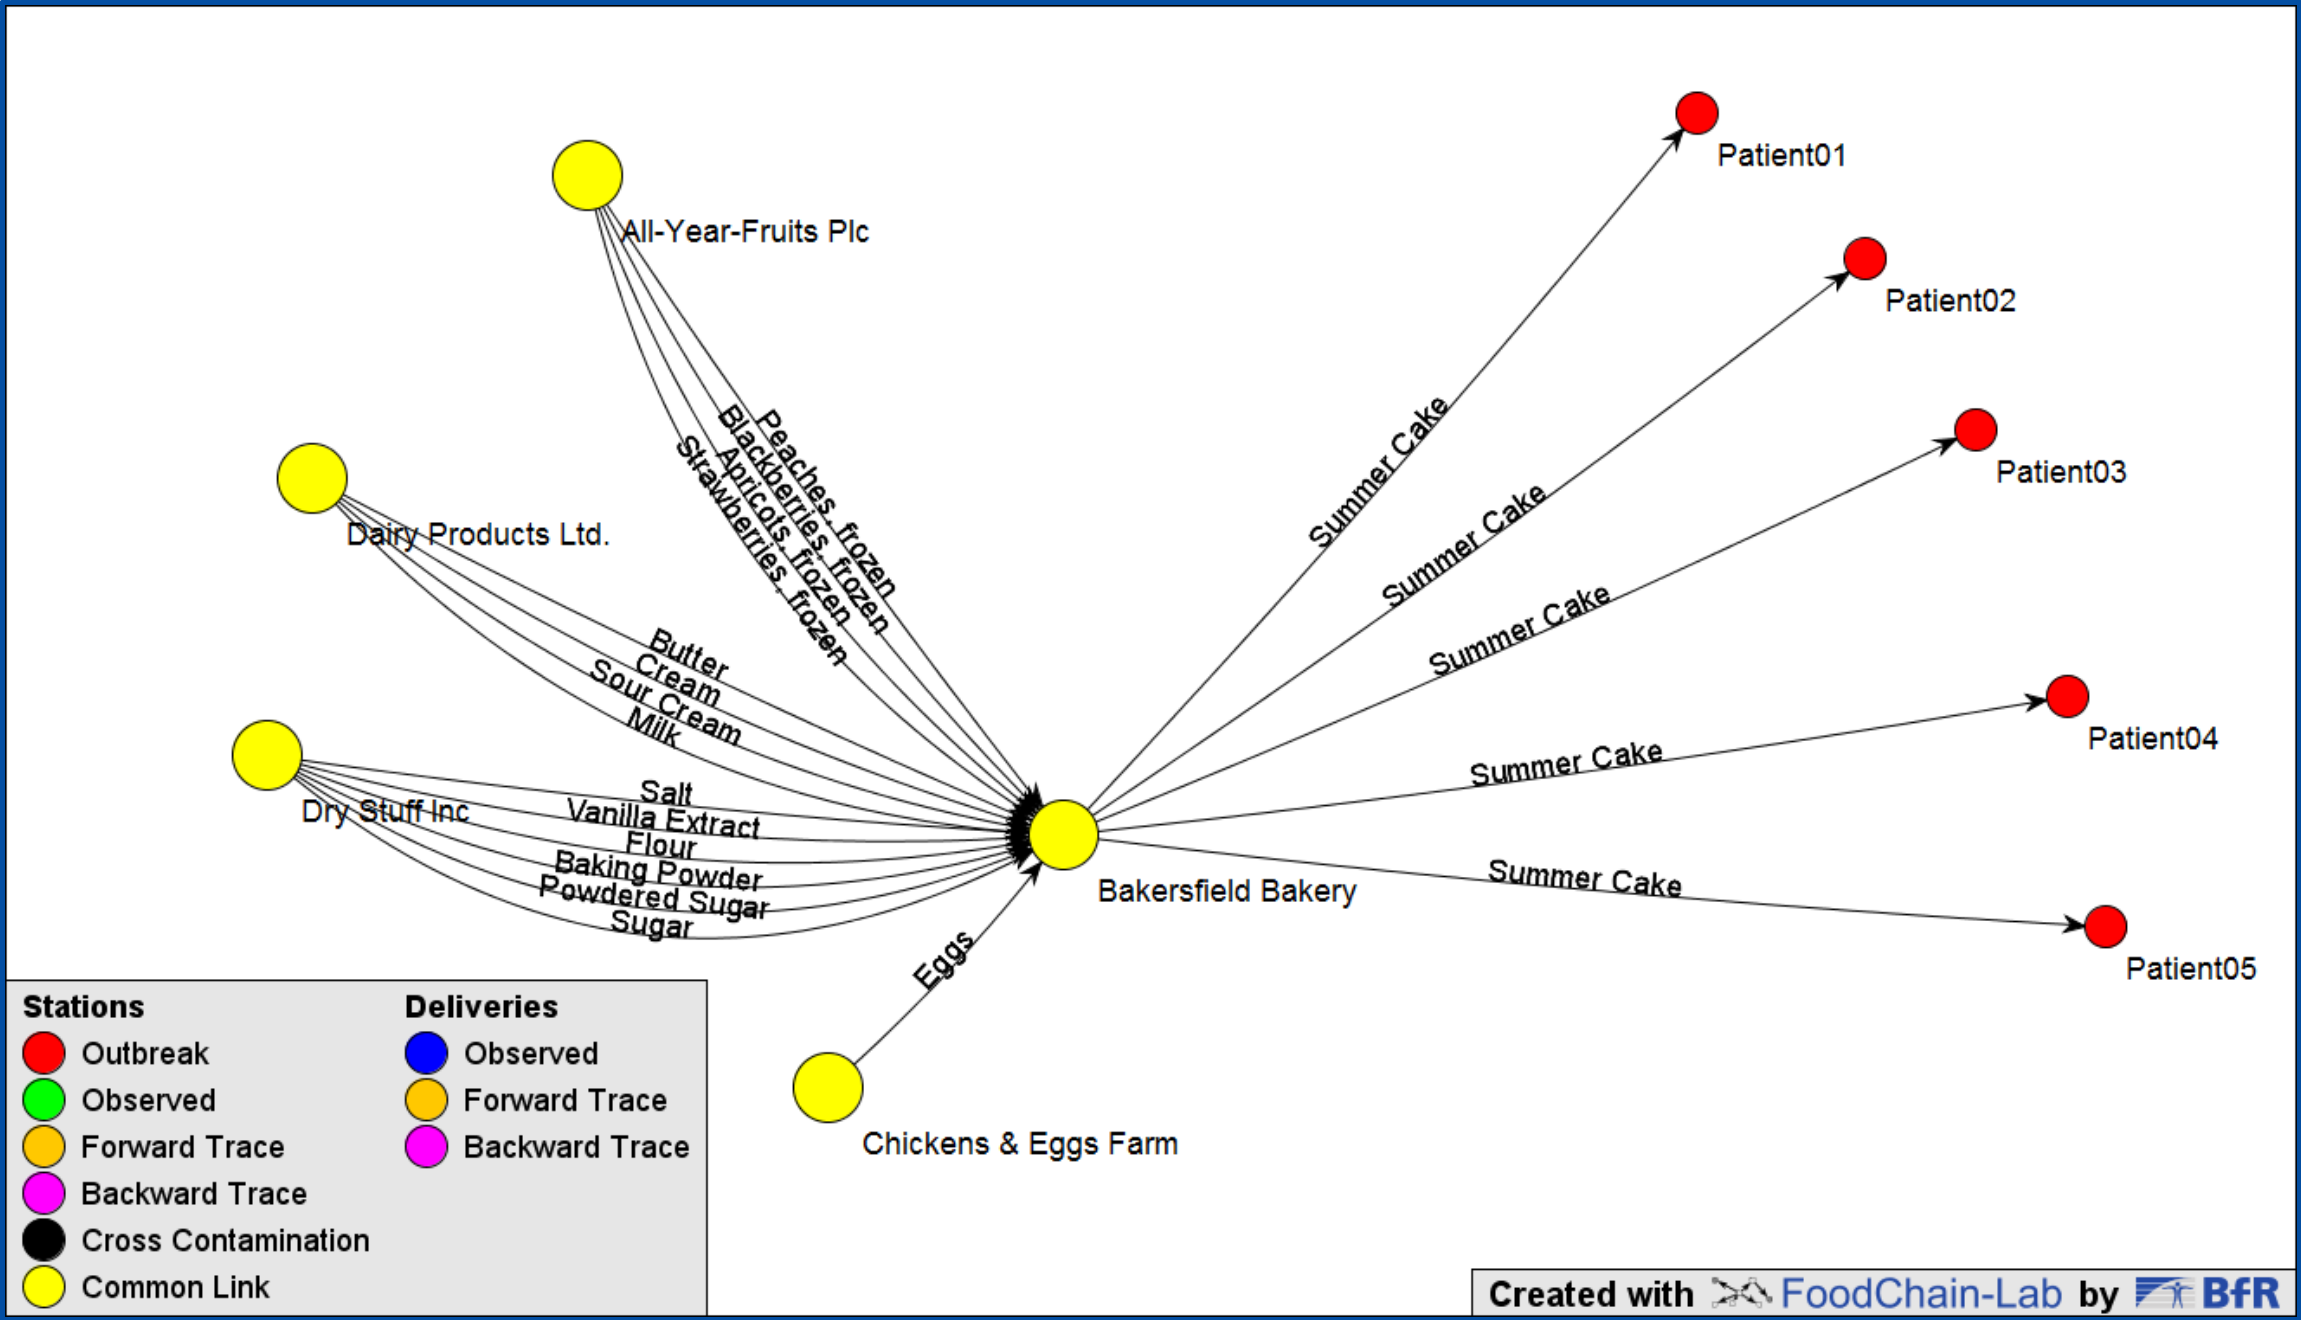 Patient01
All-Year-Fruits Plc
Patient02
Patient03
Peaches, frozen
Blackberries, frozen
Apricots, frozen
Strawberries, frozen
Summer Cake
Summer Cake
Summer Cake
Dairy Products Ltd.
Butter
Cream
Sour Cream
Milk
Patient04
Summer Cake
Dry Stuff Inc
Salt
Vanilla Extract
Flour
Baking Powder
Powdered Sugar
Sugar
Bakersfield Bakery
Summer Cake
Patient05
Eggs
Chickens & Eggs Farm
Stations
Outbreak
Observed
Forward Trace
Backward Trace
Cross Contamination
Common Link
Deliveries
Observed
Forward Trace
Backward Trace
Created with FoodChain-Lab by BfR